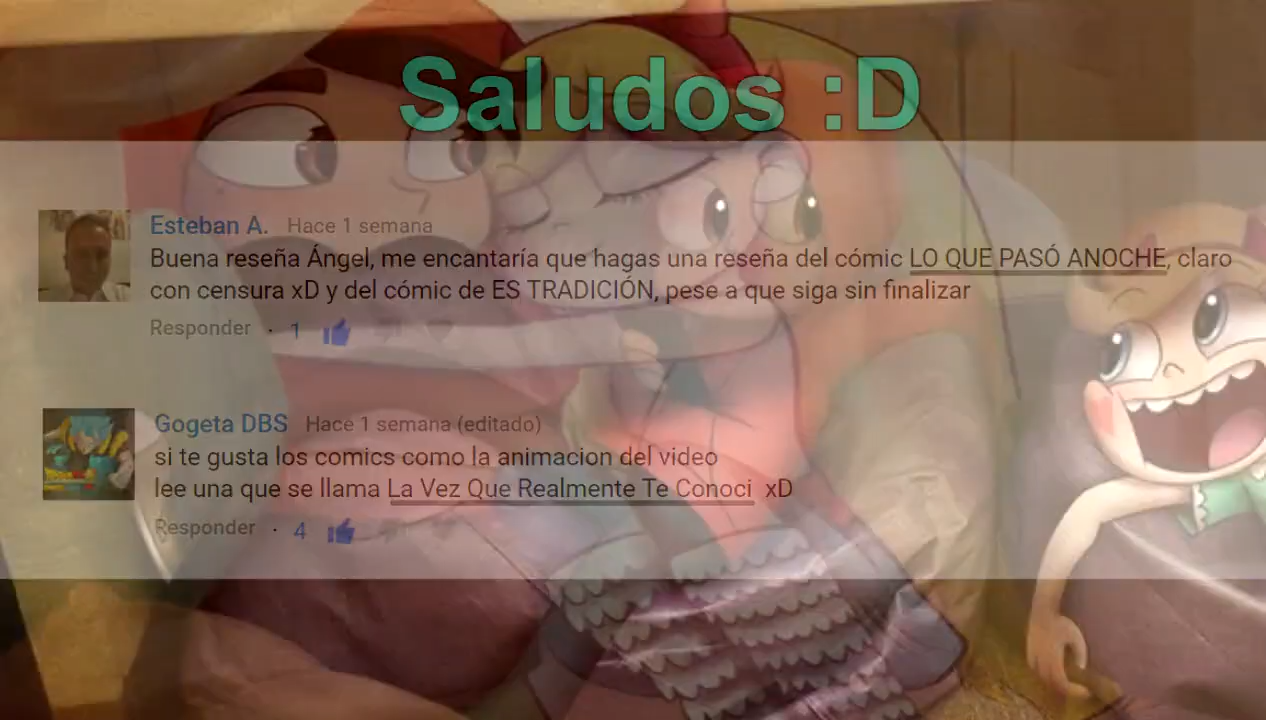 Saludos :D
Esteban A. Hace 1 semana
Buena reseña Ángel, me encantaría que hagas una reseña del cómic LO QUE PASÓ ANOCHE, claro
con censura xD y del cómic de ES TRADICIÓN, pese a que siga sin finalizar
Responder · 1
Gogeta DBS Hace 1 semana (editado)
si te gusta los comics como la animacion del video
lee una que se llama La Vez Que Realmente Te Conoci xD
Responder · 4